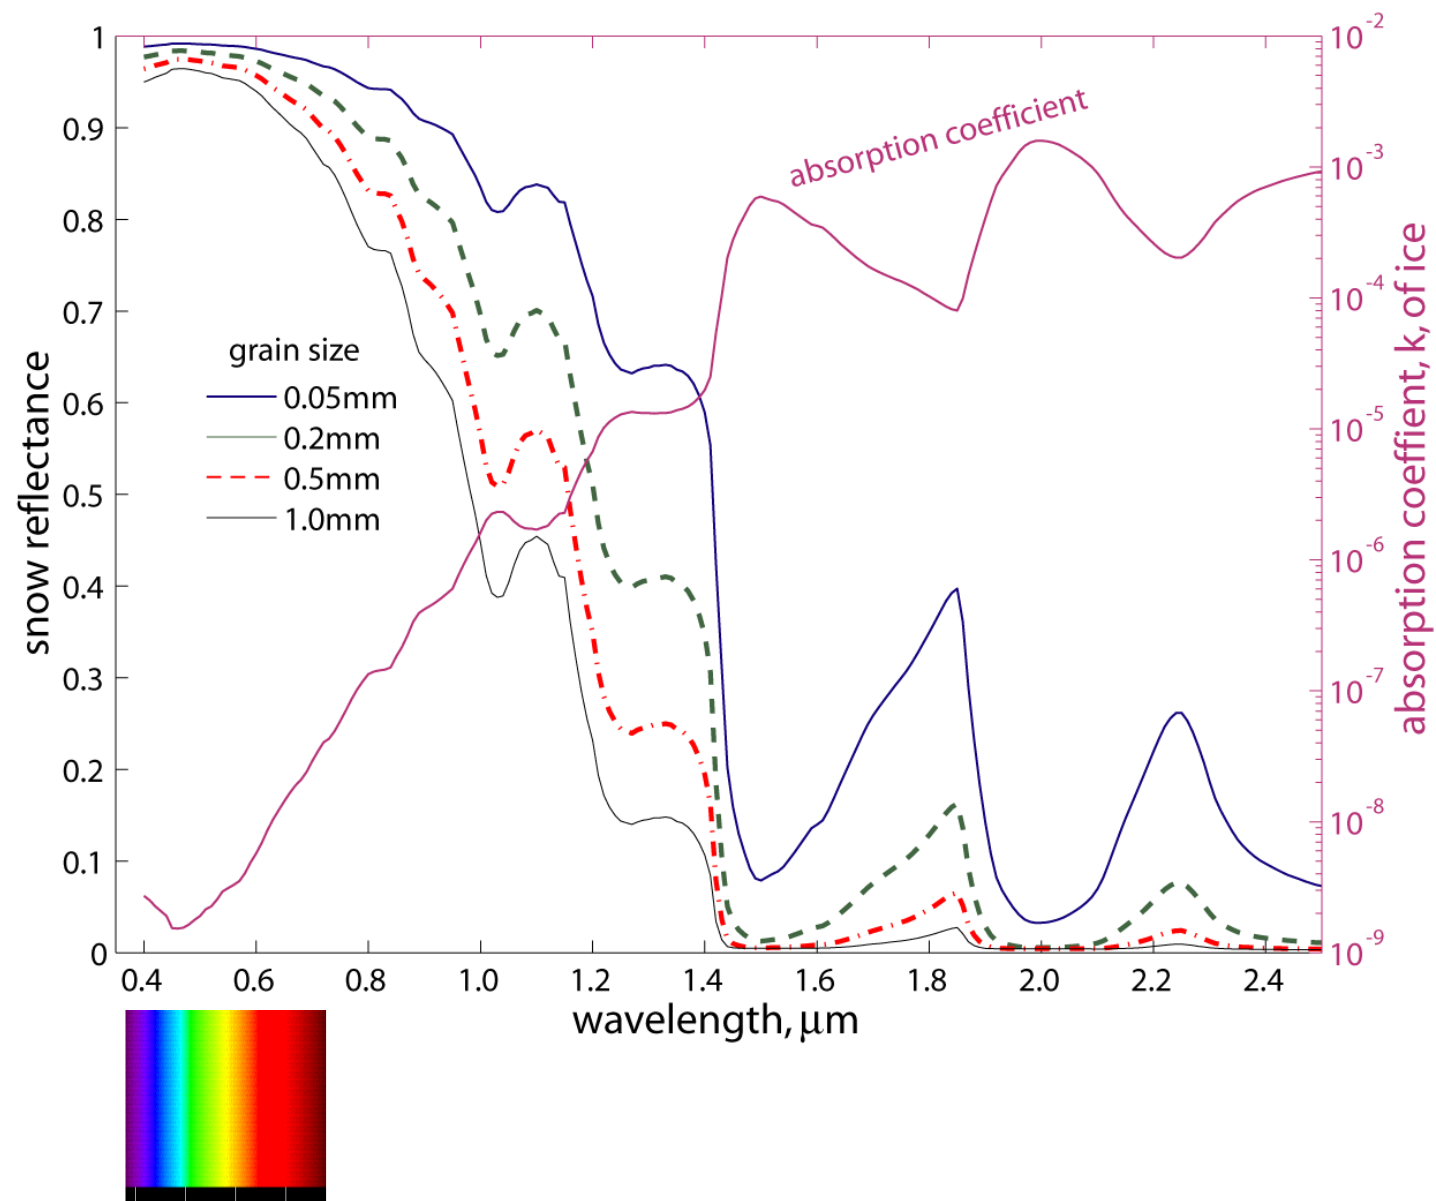 1
0.9
0.8
0.7
0.6
0.5
0.4
0.3
0.2
0.1
0
snow reflectance
grain size
0.05mm
0.2mm
0.5mm
1.0mm
absorption coefficient
10-2
10-3
10-4
10-5
10-6
10-7
10-8
10-9
absorption coeffient, k, of ice
0.4 0.6 0.8 1.0 1.2 1.4 1.6 1.8 2.0 2.2 2.4
wavelength, μm